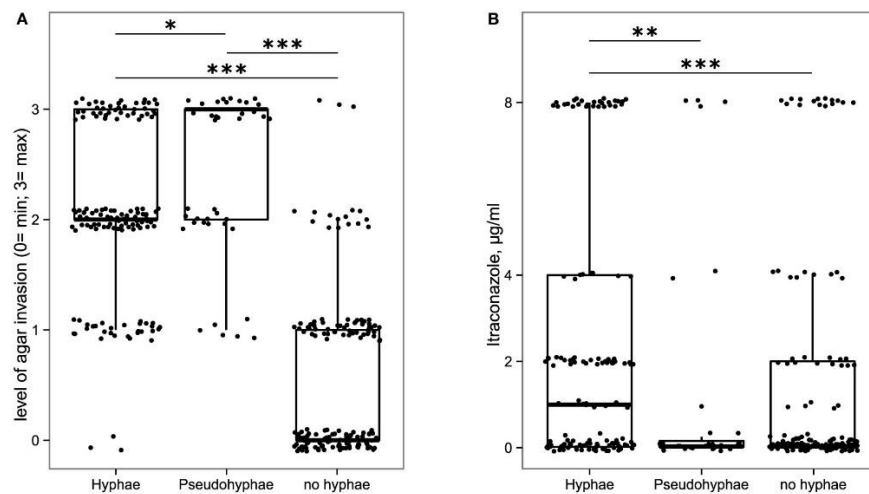 A
*
***
***
level of agar invasion (0= min; 3= max)
3
2
1
0
Hyphae Pseudohyphae no hyphae
B
**
***
Itraconazole, µg/ml
8
4
2
0
Hyphae Pseudohyphae no hyphae